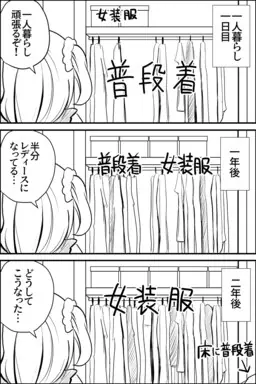 一人暮らし
一日目
女装服
普段着
一人暮らし
頑張るぞ！
一年後
女装服
普段着
半分
レディースに
なってる…
二年後
女装服
床に普段着
どうして
こうなった…